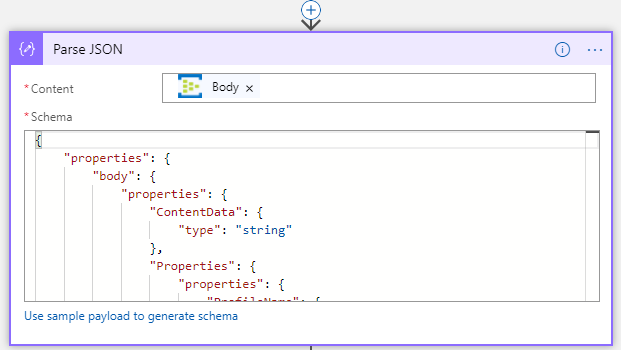 Parse JSON
* Content
Body ×
* Schema
{
"properties": {
"body": {
"properties": {
"ContentData": {
"type": "string"
},
"Properties": {
"properties": {
"ProfileName": {
Use sample payload to generate schema